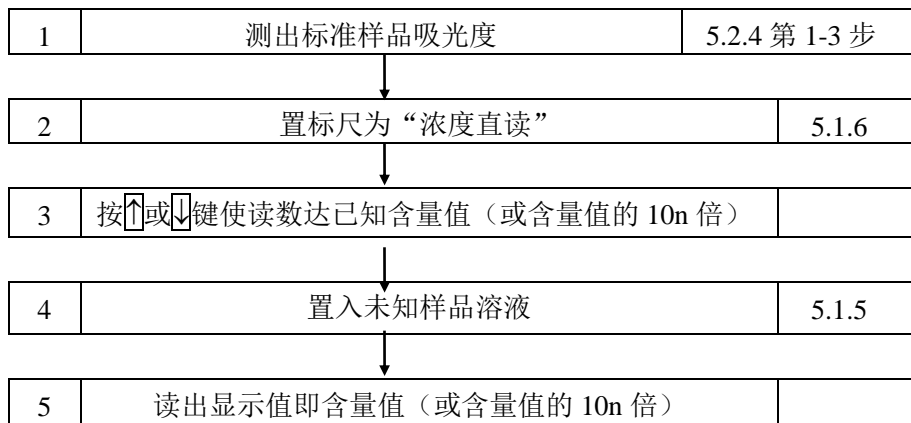 1 测出标准样品吸光度 5.2.4 第 1-3 步
2 置标尺为“浓度直读” 5.1.6
3 按↑或↓键使读数达已知含量值（或含量值的 10n 倍）
4 置入未知样品溶液 5.1.5
5 读出显示值即含量值（或含量值的 10n 倍）